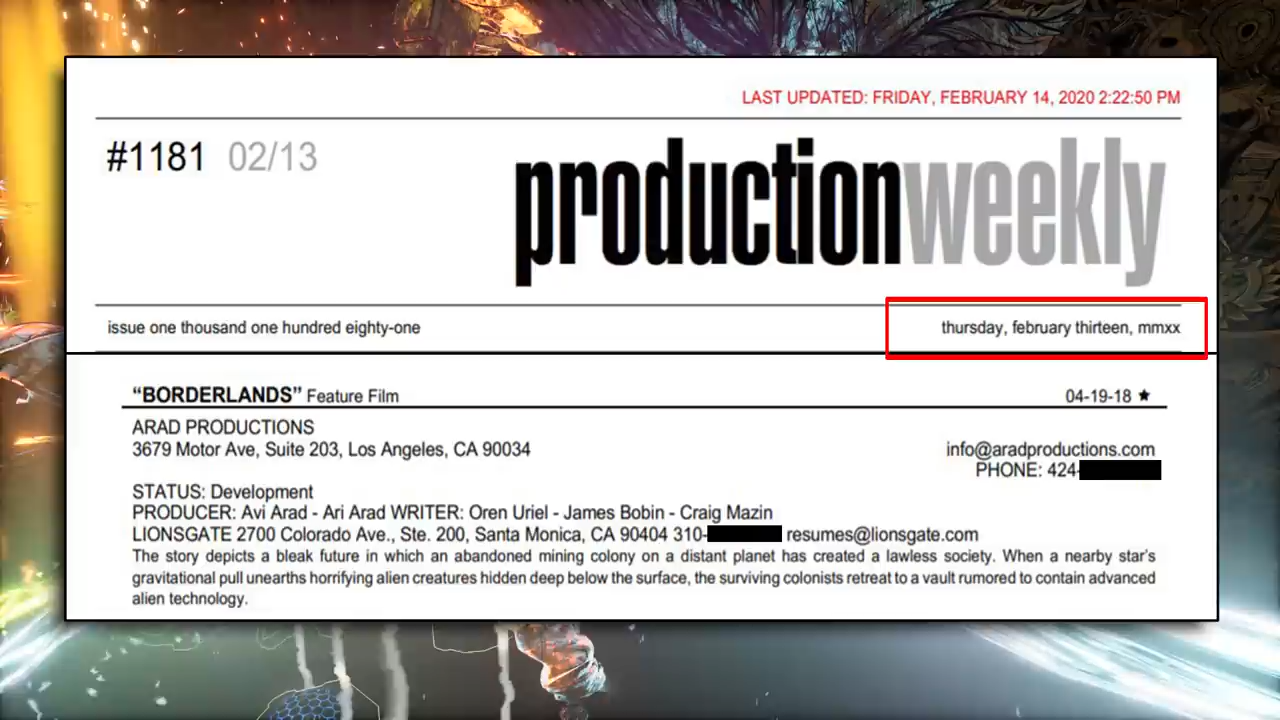 LAST UPDATED: FRIDAY, FEBRUARY 14, 2020 2:22:50 PM
#1181 02/13
productionweekly
issue one thousand one hundred eighty-one thursday, february thirteen, mmxx
“BORDERLANDS” Feature Film 04-19-18 ★
ARAD PRODUCTIONS
3679 Motor Ave, Suite 203, Los Angeles, CA 90034 info@aradproductions.com
PHONE: 424-
STATUS: Development
PRODUCER: Avi Arad - Ari Arad WRITER: Oren Uriel - James Bobin - Craig Mazin
LIONSGATE 2700 Colorado Ave., Ste. 200, Santa Monica, CA 90404 310- resumes@lionsgate.com
The story depicts a bleak future in which an abandoned mining colony on a distant planet has created a lawless society. When a nearby star’s
gravitational pull unearths horrifying alien creatures hidden deep below the surface, the surviving colonists retreat to a vault rumored to contain advanced
alien technology.